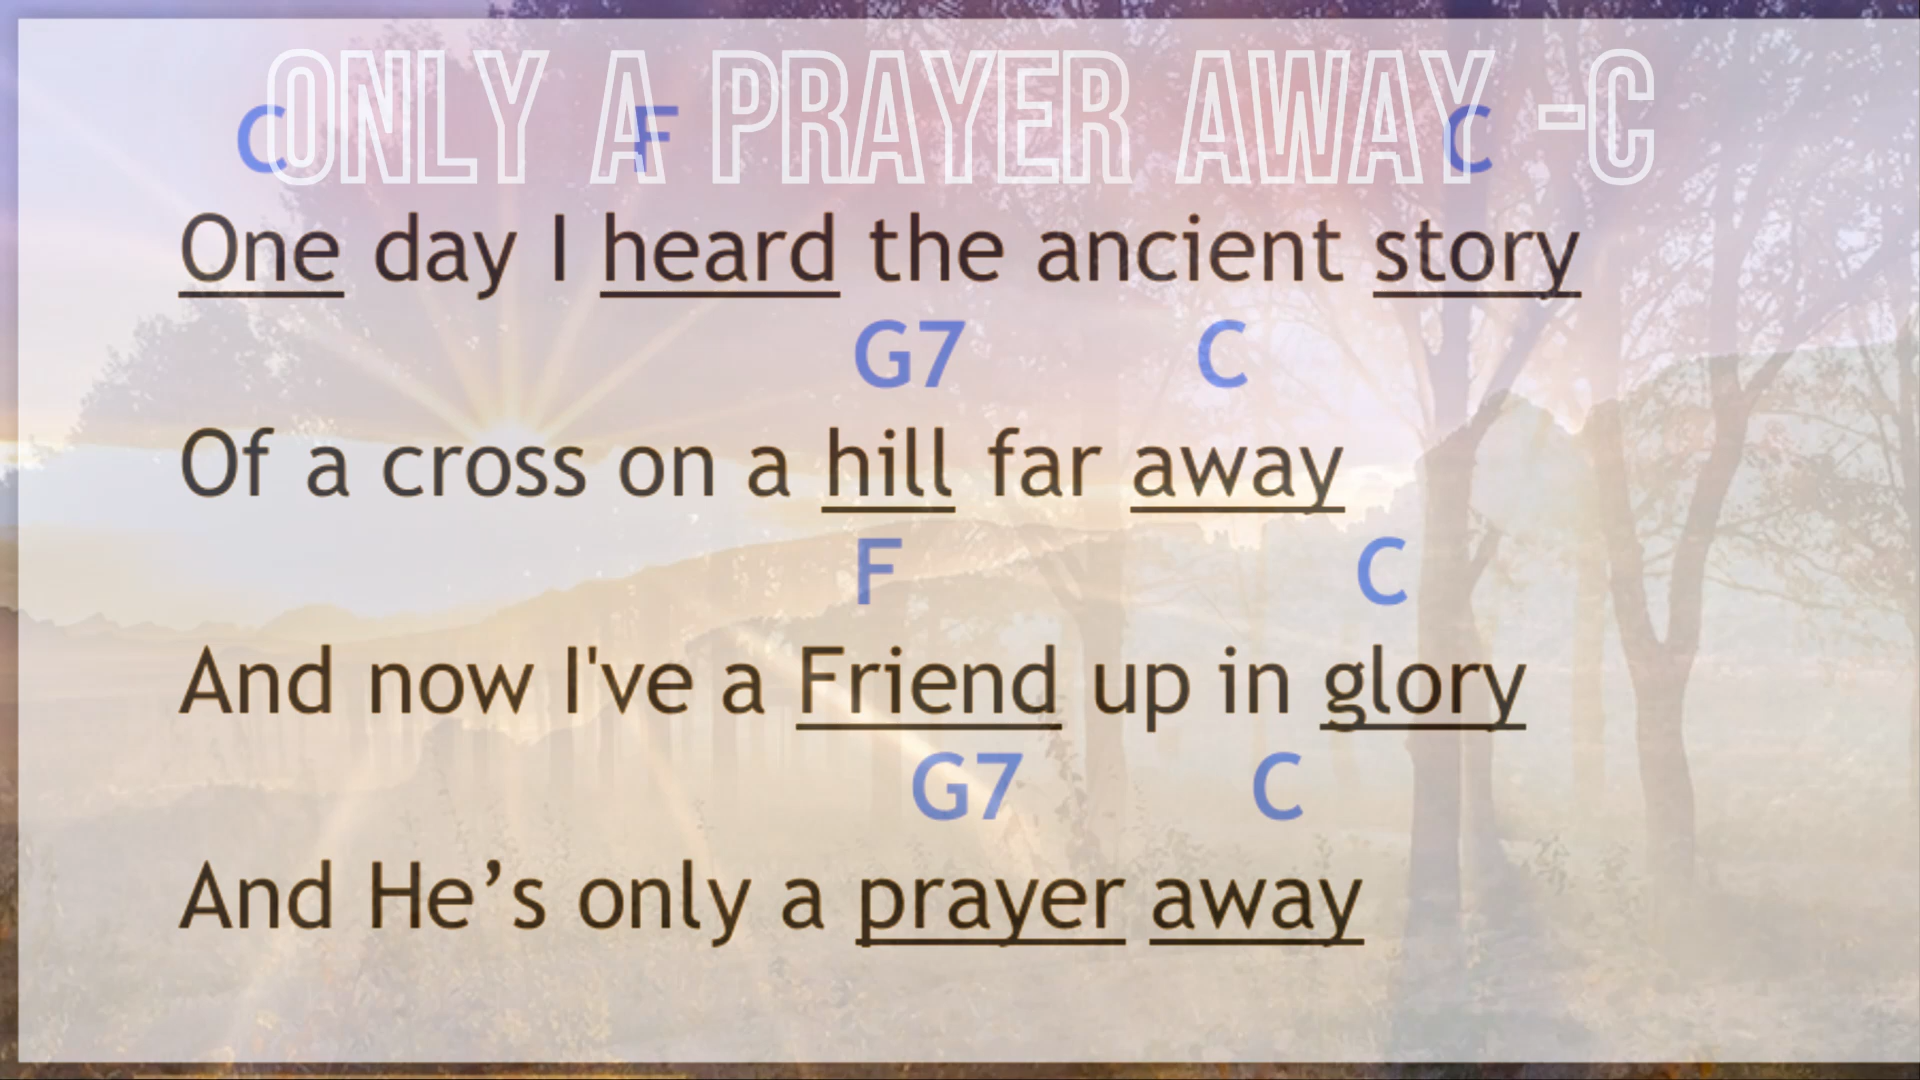 ONLY A PRAYER AWAY -C
C F C
One day I heard the ancient story
G7 C
Of a cross on a hill far away
F C
And now I've a Friend up in glory
G7 C
And He’s only a prayer away